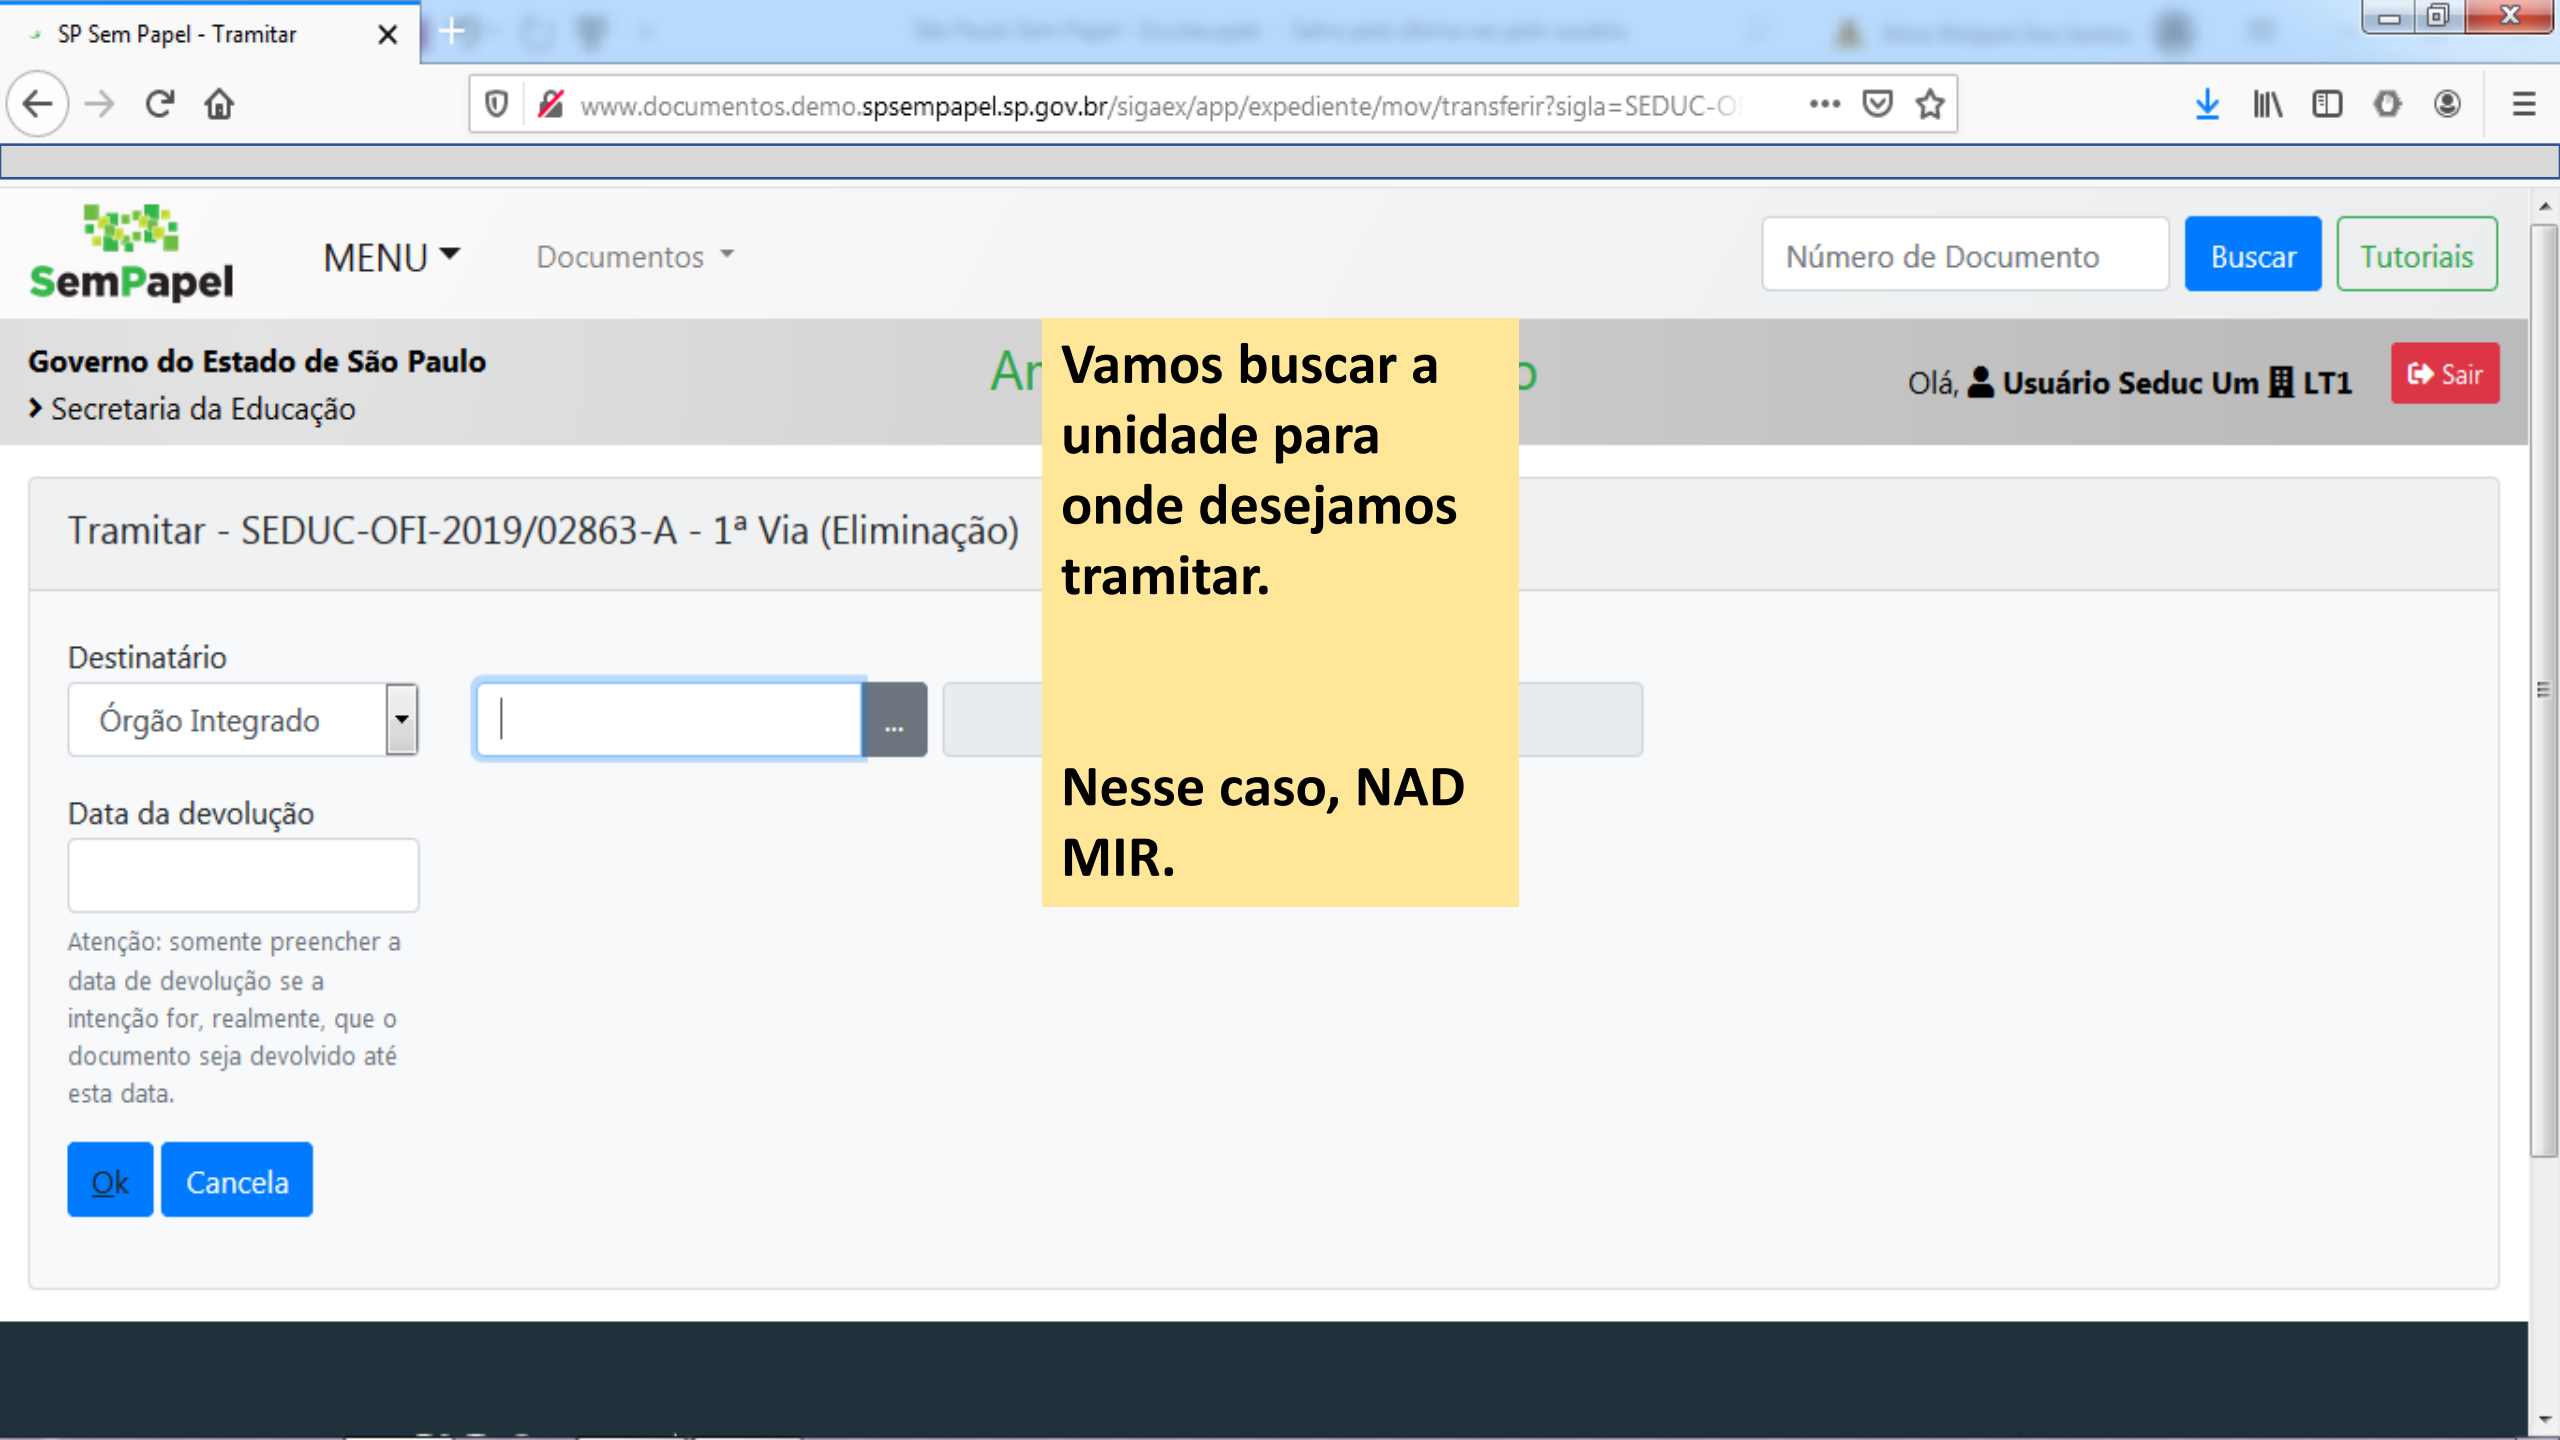 SP Sem Papel - Tramitar
www.documentos.demo.spsempapel.sp.gov.br/sigaex/app/expediente/mov/transferir?sigla=SEDUC-O
SemPapel
MENU
Documentos
Número de Documento
Buscar
Tutoriais
Governo do Estado de São Paulo
Secretaria da Educação
Olá, Usuário Seduc Um LT1
Sair
Vamos buscar a
unidade para
onde desejamos
tramitar.
Nesse caso, NAD
MIR.
Tramitar - SEDUC-OFI-2019/02863-A - 1ª Via (Eliminação)
Destinatário
Órgão Integrado
...
Data da devolução
Atenção: somente preencher a
data de devolução se a
intenção for, realmente, que o
documento seja devolvido até
esta data.
Ok
Cancela